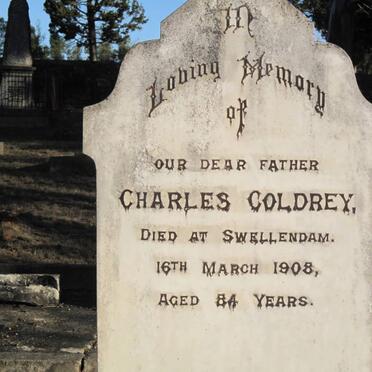 In
Loving Memory
of
OUR DEAR FATHER
CHARLES COLDREY,
DIED AT SWELLENDAM.
16TH MARCH 1908,
AGED 84 YEARS.